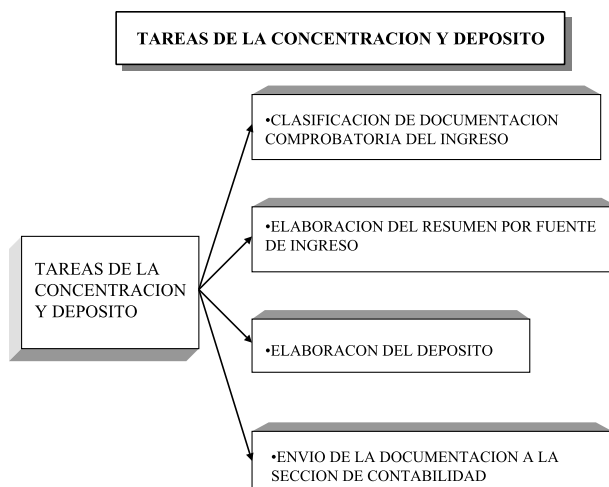 TAREAS DE LA CONCENTRACION Y DEPOSITO
•CLASIFICACION DE DOCUMENTACION
COMPROBATORIA DEL INGRESO
•ELABORACION DEL RESUMEN POR FUENTE
DE INGRESO
TAREAS DE LA
CONCENTRACION
Y DEPOSITO
•ELABORACON DEL DEPOSITO
•ENVIO DE LA DOCUMENTACION A LA
SECCION DE CONTABILIDAD